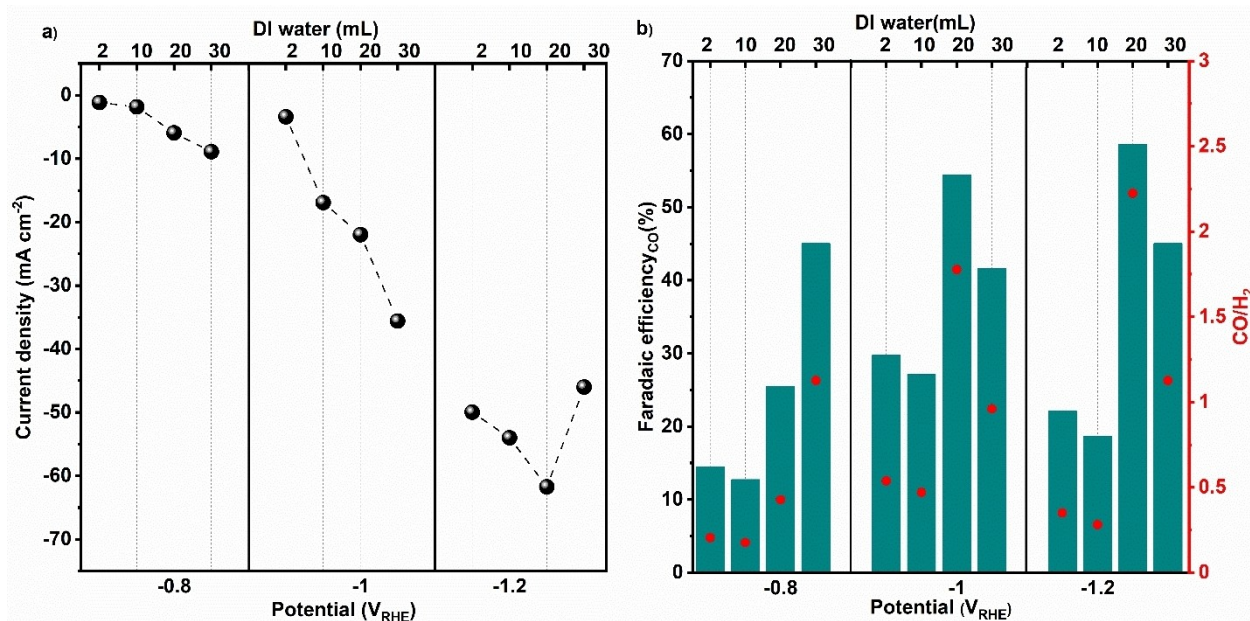 a)
DI water (mL)
2 10 20 30 2 10 20 30 2 10 20 30
0
-10
-20
-30
-40
-50
-60
-70
Current density (mA cm⁻²)
-0.8 -1 -1.2
Potential (V_RHE)
b)
DI water(mL)
2 10 20 30 2 10 20 30 2 10 20 30
70
60
50
40
30
20
10
0
Faradaic efficiency_CO(%)
3
2.5
2
1.5
1
0.5
0
CO/H₂
-0.8 -1 -1.2
Potential (V_RHE)